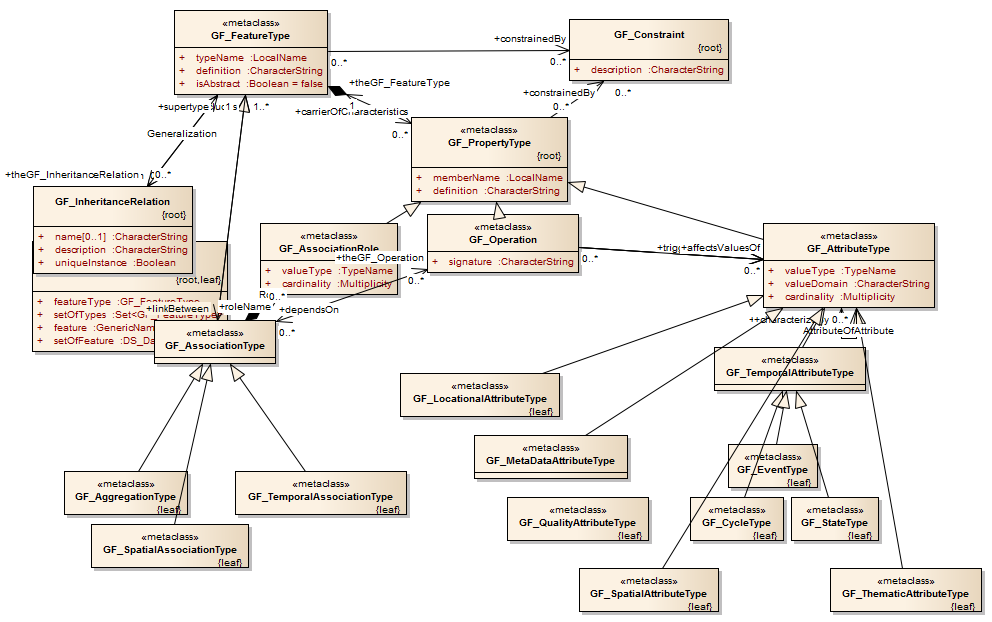 «metaclass»
GF_FeatureType
+ typeName :LocalName
+ definition :CharacterString
+ isAbstract :Boolean = false
+constrainedBy
0..*
0..*
GF_Constraint
{root}
+ description :CharacterString
+constrainedBy
0..*
0..*
+theGF_FeatureType
1
+carrierOfCharacteristics
0..*
+supertype
1
1..*
Generalization
+theGF_InheritanceRelation
0..*
«metaclass»
GF_PropertyType
{root}
+ memberName :LocalName
+ definition :CharacterString
GF_InheritanceRelation
{root}
+ name[0..1] :CharacterString
+ description :CharacterString
+ uniqueInstance :Boolean
{root,leaf}
+ featureType :GF_FeatureType
+ setOfTypes :Set<GF_FeatureType
+ feature :GenericNam
+ setOfFeature :DS_Da
«metaclass»
GF_AssociationRole
+ valueType :TypeName
+ cardinality :Multiplicity
«metaclass»
GF_Operation
+ signature :CharacterString
+theGF_Operation
0..*
0..*
+affectsValuesOf
0..*
«metaclass»
GF_AttributeType
+ valueType :TypeName
+ valueDomain :CharacterString
+ cardinality :Multiplicity
+linkBetween
+roleName
0..*
+dependsOn
0..*
«metaclass»
GF_AssociationType
0..*
AttributeOfAttribute
«metaclass»
GF_TemporalAttributeType
«metaclass»
GF_LocationalAttributeType
{leaf}
«metaclass»
GF_MetaDataAttributeType
«metaclass»
GF_EventType
{leaf}
«metaclass»
GF_AggregationType
{leaf}
«metaclass»
GF_TemporalAssociationType
{leaf}
«metaclass»
GF_QualityAttributeType
{leaf}
«metaclass»
GF_CycleType
{leaf}
«metaclass»
GF_StateType
{leaf}
«metaclass»
GF_SpatialAssociationType
{leaf}
«metaclass»
GF_SpatialAttributeType
{leaf}
«metaclass»
GF_ThematicAttributeType
{leaf}